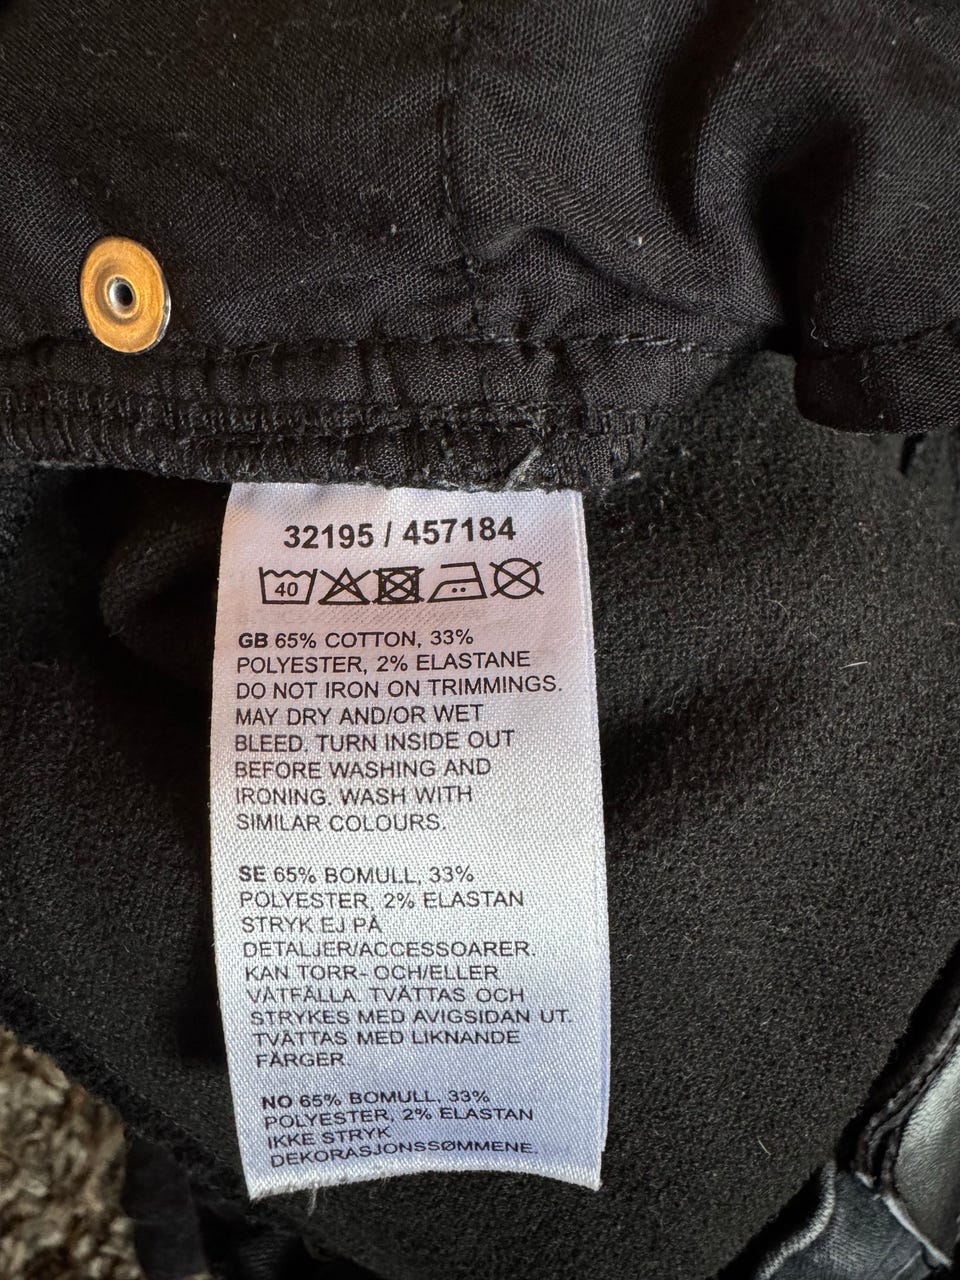 32195 / 457184
40
GB 65% COTTON, 33%
POLYESTER, 2% ELASTANE
DO NOT IRON ON TRIMMINGS.
MAY DRY AND/OR WET
BLEED. TURN INSIDE OUT
BEFORE WASHING AND
IRONING. WASH WITH
SIMILAR COLOURS.
SE 65% BOMULL, 33%
POLYESTER, 2% ELASTAN
STRYK EJ PÅ
DETALJER/ACCESSOARER.
KAN TORR- OCH/ELLER
VÅTFÄLLA. TVÄTTAS OCH
STRYKES MED AVIGSIDAN UT.
TVÄTTAS MED LIKNANDE
FÄRGER.
NO 65% BOMULL, 33%
POLYESTER, 2% ELASTAN
IKKE STRYK
DEKORASJONSSØMMENE.